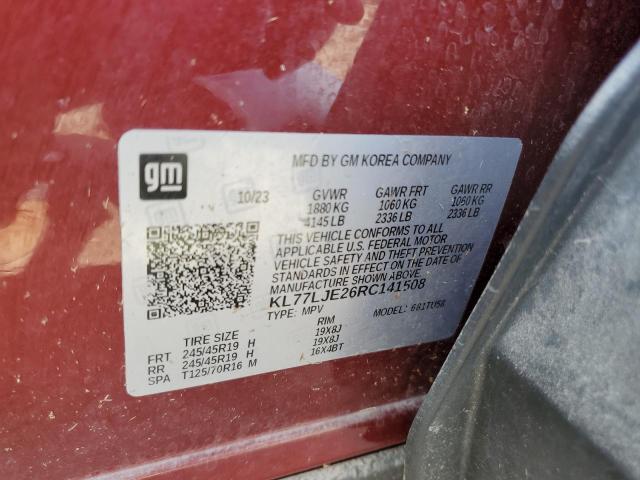 gm
MFD BY GM KOREA COMPANY
10/23 GVWR GAWR FRT GAWR RR
1880 KG 1060 KG 1060 KG
4145 LB 2336 LB 2336 LB
THIS VEHICLE CONFORMS TO ALL
APPLICABLE U.S. FEDERAL MOTOR
VEHICLE SAFETY AND THEFT PREVENTION
STANDARDS IN EFFECT ON THE DATE OF
MANUFACTURE SHOWN ABOVE.
KL77LJE26RC141508
TYPE: MPV MODEL: 681TU58
TIRE SIZE RIM
FRT 245/45R19 H 19X8J
RR 245/45R19 H 19X8J
SPA T125/70R16 M 16X4BT